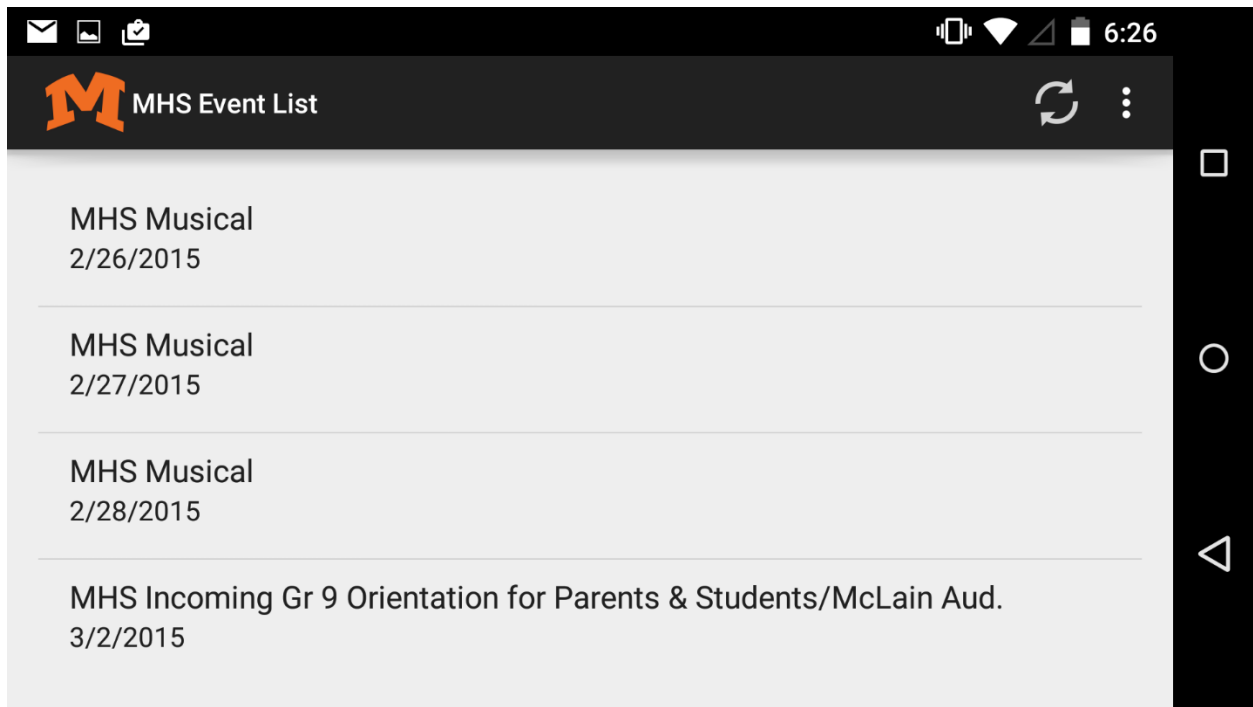 6:26
M MHS Event List
MHS Musical
2/26/2015
MHS Musical
2/27/2015
MHS Musical
2/28/2015
MHS Incoming Gr 9 Orientation for Parents & Students/McLain Aud.
3/2/2015